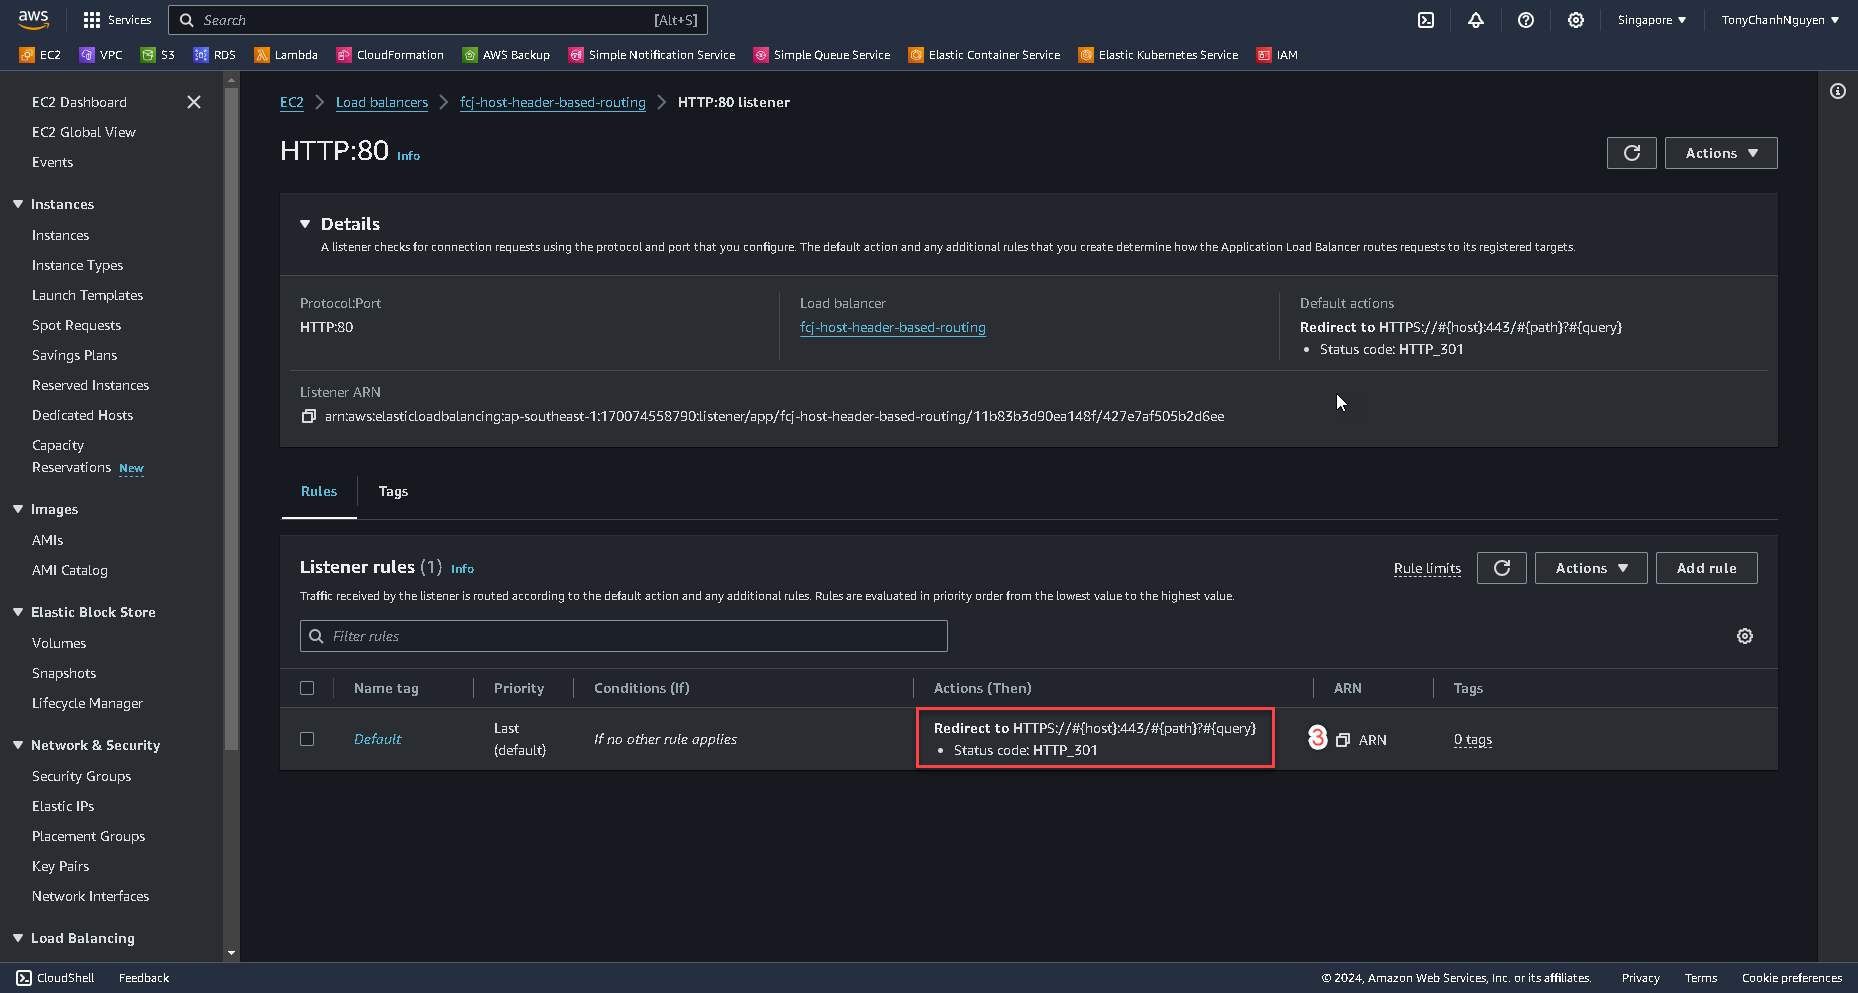 aws
Services
Search
[Alt+S]
Singapore
TonyChanhNguyen
EC2
VPC
S3
RDS
Lambda
CloudFormation
AWS Backup
Simple Notification Service
Simple Queue Service
Elastic Container Service
Elastic Kubernetes Service
IAM
EC2 Dashboard
EC2 Global View
Events
Instances
Instances
Instance Types
Launch Templates
Spot Requests
Savings Plans
Reserved Instances
Dedicated Hosts
Capacity
Reservations New
Images
AMIs
AMI Catalog
Elastic Block Store
Volumes
Snapshots
Lifecycle Manager
Network & Security
Security Groups
Elastic IPs
Placement Groups
Key Pairs
Network Interfaces
Load Balancing
EC2 > Load balancers > fcj-host-header-based-routing > HTTP:80 listener
HTTP:80 Info
Actions
Details
A listener checks for connection requests using the protocol and port that you configure. The default action and any additional rules that you create determine how the Application Load Balancer routes requests to its registered targets.
Protocol:Port
HTTP:80
Load balancer
fcj-host-header-based-routing
Default actions
Redirect to HTTPS://#{host}:443/#{path}?#{query}
• Status code: HTTP_301
Listener ARN
arn:aws:elasticloadbalancing:ap-southeast-1:170074558790:listener/app/fcj-host-header-based-routing/11b83b3d90ea148f/427e7af505b2d6ee
Rules
Tags
Listener rules (1) Info
Rule limits
Actions
Add rule
Traffic received by the listener is routed according to the default action and any additional rules. Rules are evaluated in priority order from the lowest value to the highest value.
Filter rules
Name tag
Priority
Conditions (If)
Actions (Then)
ARN
Tags
Default
Last
(default)
If no other rule applies
Redirect to HTTPS://#{host}:443/#{path}?#{query}
• Status code: HTTP_301
3
ARN
0 tags
CloudShell
Feedback
© 2024, Amazon Web Services, Inc. or its affiliates.
Privacy
Terms
Cookie preferences